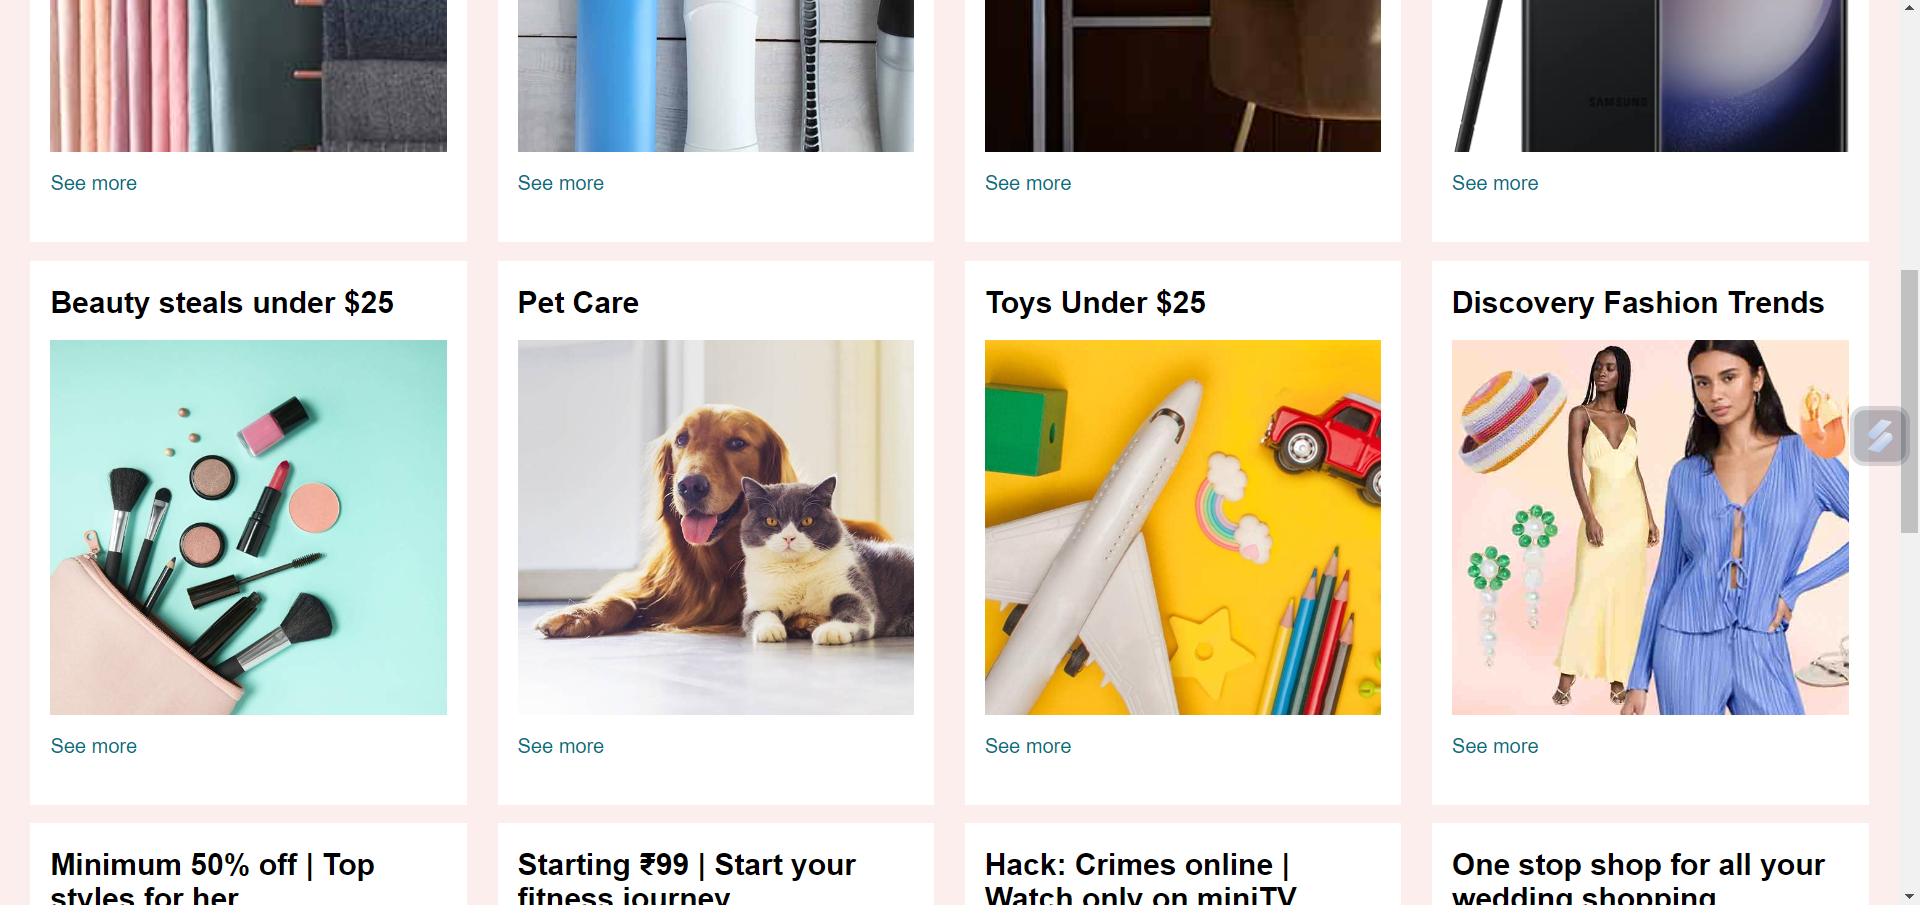 SAMSUNG
See more
See more
See more
See more
Beauty steals under $25
Pet Care
Toys Under $25
Discovery Fashion Trends
See more
See more
See more
See more
Minimum 50% off | Top
styles for her
Starting ₹99 | Start your
fitness journey
Hack: Crimes online |
Watch only on miniTV
One stop shop for all your
wedding shopping